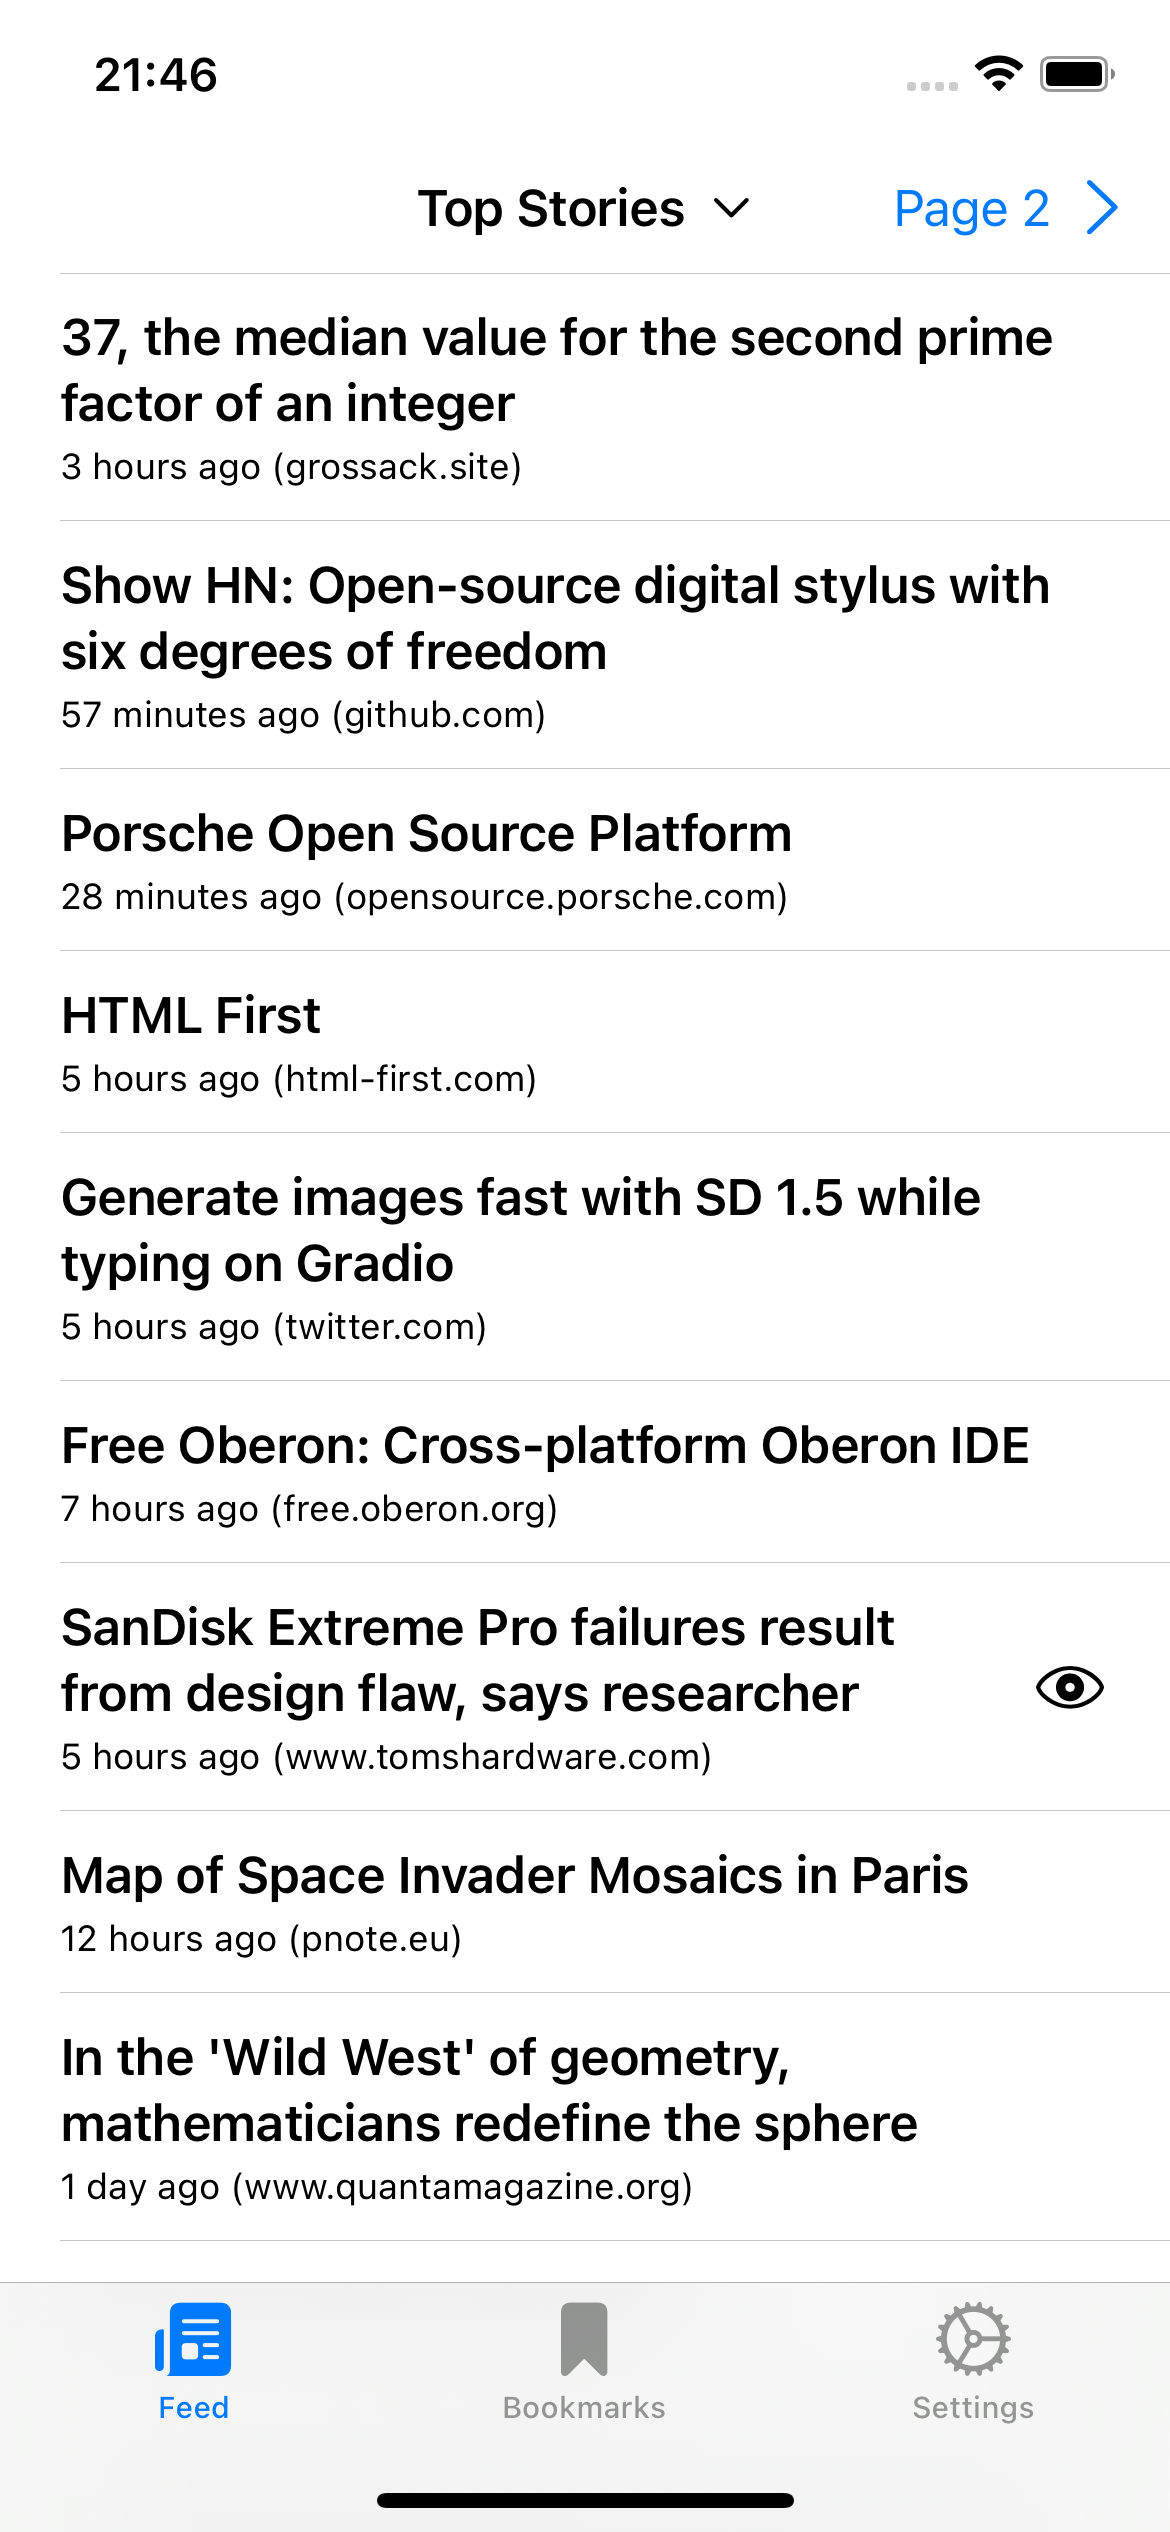 21:46
Top Stories
Page 2
37, the median value for the second prime
factor of an integer
3 hours ago (grossack.site)
Show HN: Open-source digital stylus with
six degrees of freedom
57 minutes ago (github.com)
Porsche Open Source Platform
28 minutes ago (opensource.porsche.com)
HTML First
5 hours ago (html-first.com)
Generate images fast with SD 1.5 while
typing on Gradio
5 hours ago (twitter.com)
Free Oberon: Cross-platform Oberon IDE
7 hours ago (free.oberon.org)
SanDisk Extreme Pro failures result
from design flaw, says researcher
5 hours ago (www.tomshardware.com)
Map of Space Invader Mosaics in Paris
12 hours ago (pnote.eu)
In the 'Wild West' of geometry,
mathematicians redefine the sphere
1 day ago (www.quantamagazine.org)
Feed
Bookmarks
Settings